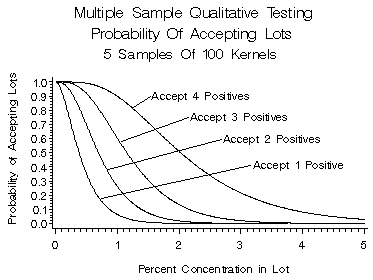 Multiple Sample Qualitative Testing
Probability Of Accepting Lots
5 Samples Of 100 Kernels
Probability of Accepting Lots
1.0
0.9
0.8
0.7
0.6
0.5
0.4
0.3
0.2
0.1
0.0
Accept 4 Positives
Accept 3 Positives
Accept 2 Positives
Accept 1 Positive
0 1 2 3 4 5
Percent Concentration in Lot